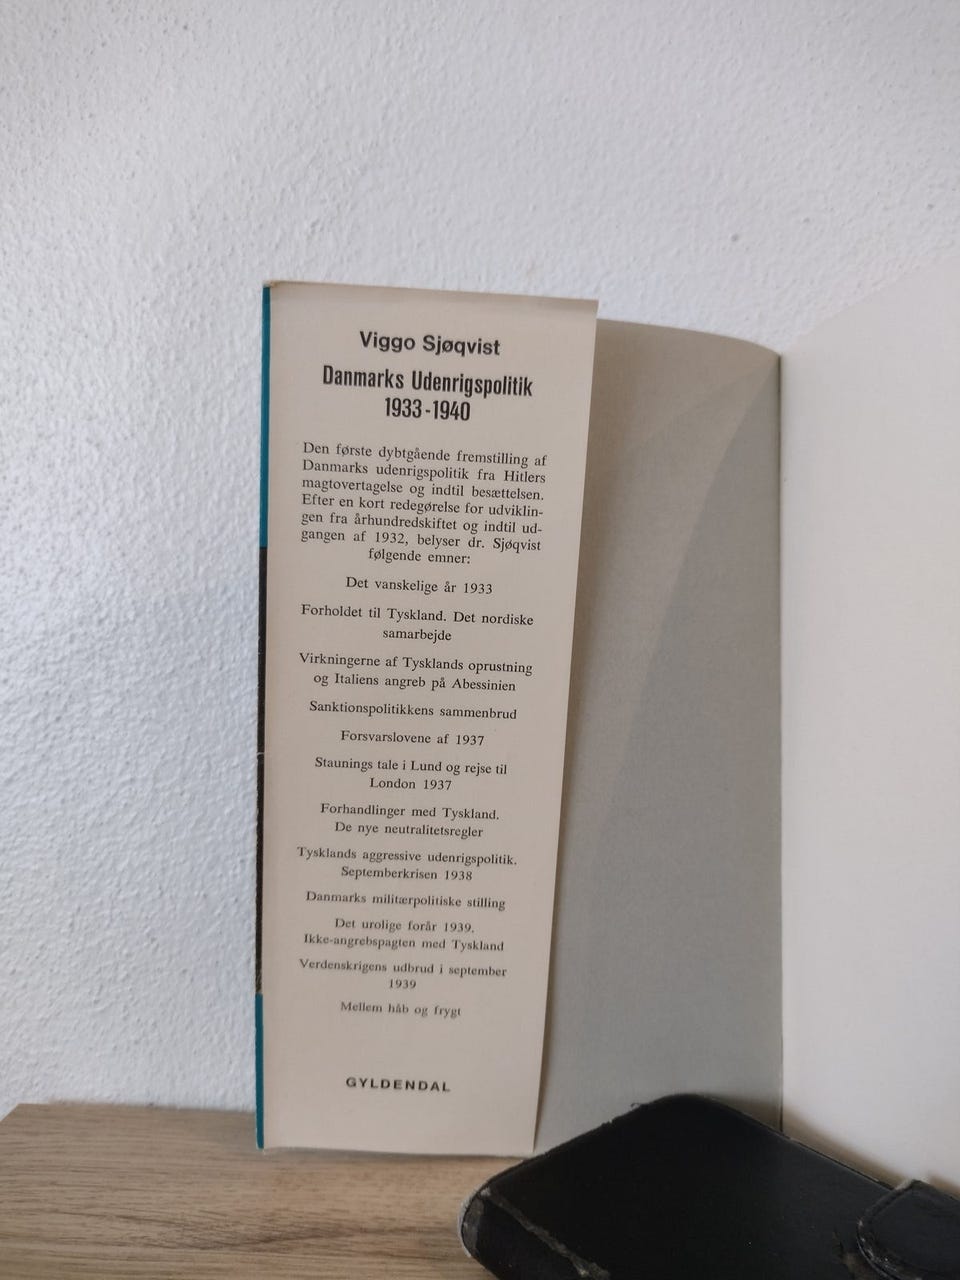 Viggo Sjøqvist
Danmarks Udenrigspolitik
1933-1940
Den første dybtgående fremstilling af
Danmarks udenrigspolitik fra Hitlers
magtovertagelse og indtil besættelsen.
Efter en kort redegørelse for udviklin-
gen fra århundredskiftet og indtil ud-
gangen af 1932, belyser dr. Sjøqvist
følgende emner:
Det vanskelige år 1933
Forholdet til Tyskland. Det nordiske
samarbejde
Virkningerne af Tysklands oprustning
og Italiens angreb på Abessinien
Sanktionspolitikkens sammenbrud
Forsvarslovene af 1937
Staunings tale i Lund og rejse til
London 1937
Forhandlinger med Tyskland.
De nye neutralitetsregler
Tysklands aggressive udenrigspolitik.
Septemberkrisen 1938
Danmarks militærpolitiske stilling
Det urolige forår 1939.
Ikke-angrebspagten med Tyskland
Verdenskrigens udbrud i september
1939
Mellem håb og frygt
GYLDENDAL